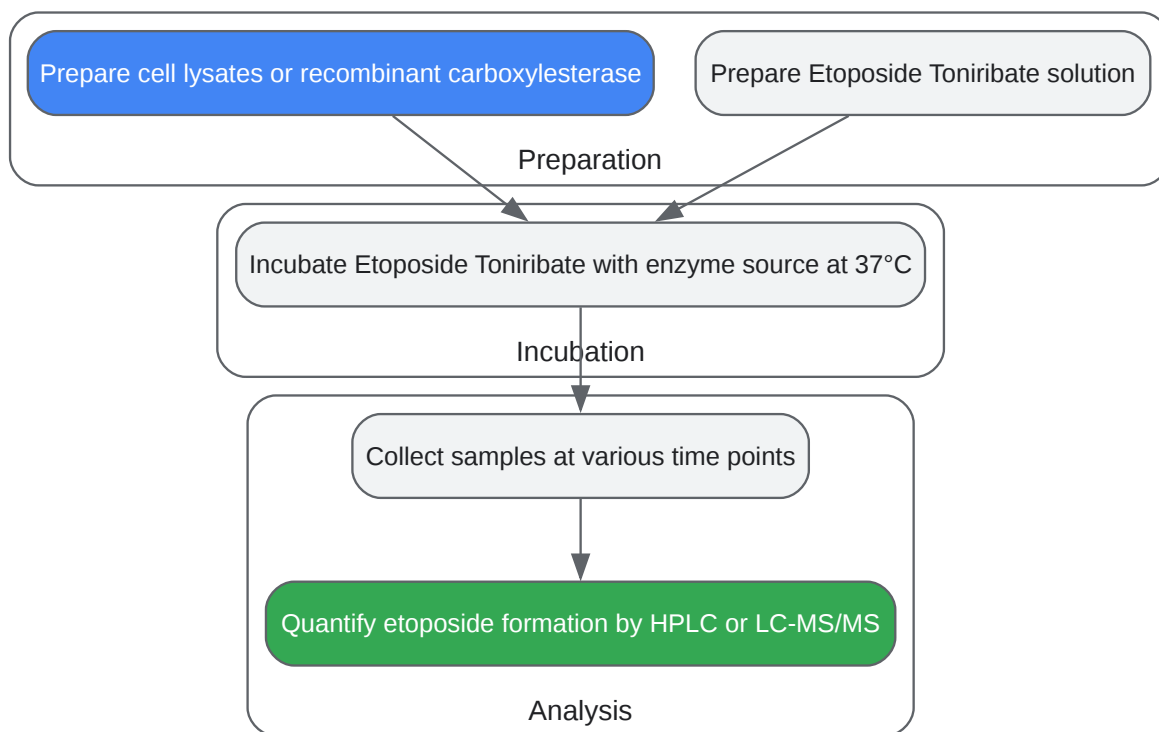 Prepare cell lysates or recombinant carboxylesterase
Prepare Etoposide Toniribate solution
Preparation
Incubate Etoposide Toniribate with enzyme source at 37°C
Incubation
Collect samples at various time points
Quantify etoposide formation by HPLC or LC-MS/MS
Analysis